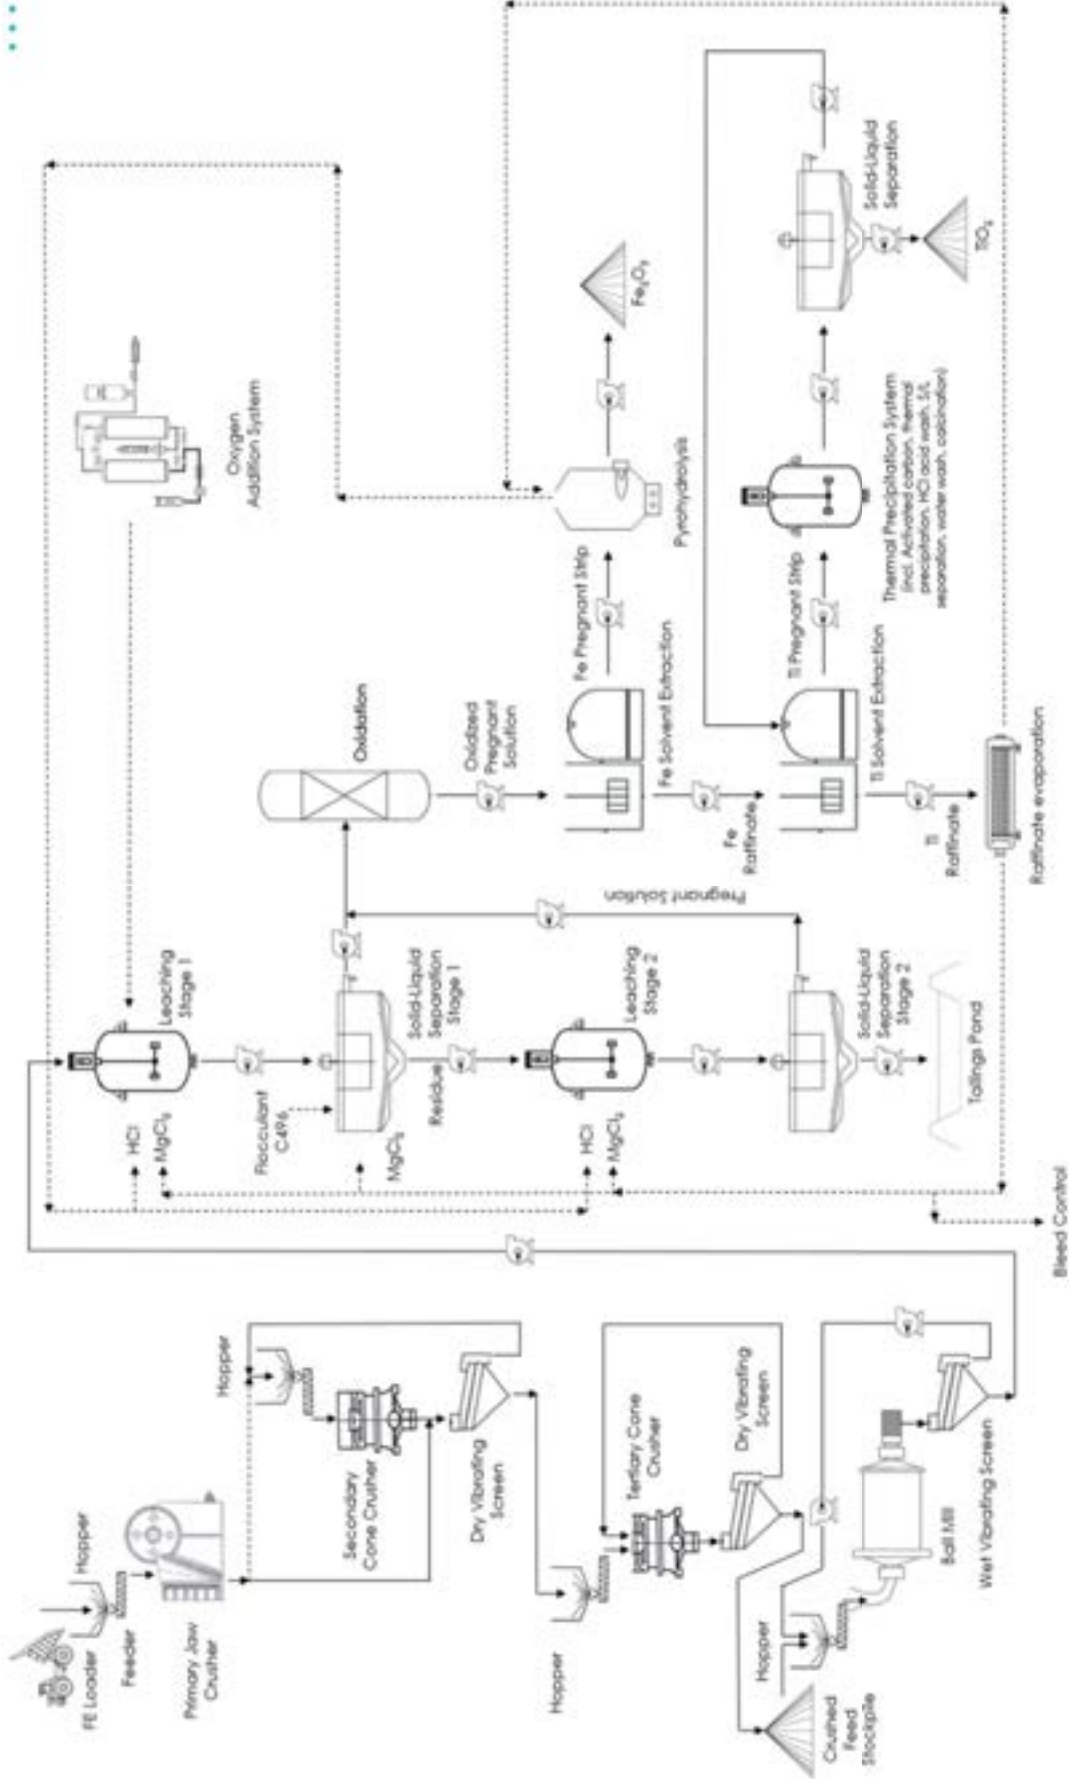 FE Loader
Hopper
Feeder
Primary Jaw
Crusher
Hopper
Secondary
Cone Crusher
Dry Vibrating
Screen
Hopper
Tertiary Cone
Crusher
Dry Vibrating
Screen
Crushed
Feed
Stockpile
Hopper
Ball Mill
Wet Vibrating Screen
HCl
MgCl₂
Leaching
Stage 1
Flocculant
C496
MgCl₂
Solid-Liquid
Separation
Stage 1
Residue
HCl
MgCl₂
Leaching
Stage 2
Solid-Liquid
Separation
Stage 2
Tailings Pond
Bleed Control
Pregnant Solution
Oxygen
Addition System
Oxidation
Oxidized
Pregnant
Solution
Fe Solvent Extraction
Fe Pregnant Strip
Pyrohydrolysis
Fe₂O₃
Fe
Raffinate
Ti Solvent Extraction
Ti Pregnant Strip
Thermal Precipitation System
(incl. Activated carbon, thermal
precipitation, HCl acid wash, S/L
separation, water wash, calcination)
Solid-Liquid
Separation
TiO₂
Ti
Raffinate
Raffinate evaporation